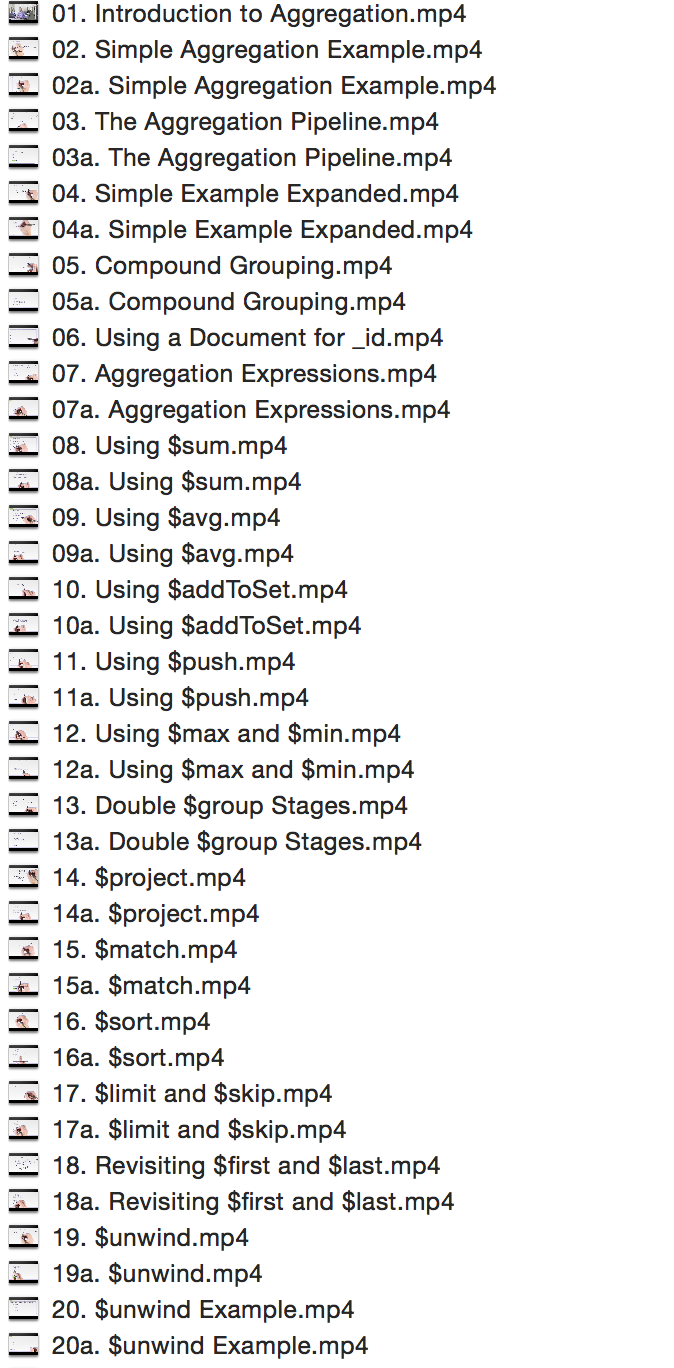 01. Introduction to Aggregation.mp4
02. Simple Aggregation Example.mp4
02a. Simple Aggregation Example.mp4
03. The Aggregation Pipeline.mp4
03a. The Aggregation Pipeline.mp4
04. Simple Example Expanded.mp4
04a. Simple Example Expanded.mp4
05. Compound Grouping.mp4
05a. Compound Grouping.mp4
06. Using a Document for _id.mp4
07. Aggregation Expressions.mp4
07a. Aggregation Expressions.mp4
08. Using $sum.mp4
08a. Using $sum.mp4
09. Using $avg.mp4
09a. Using $avg.mp4
10. Using $addToSet.mp4
10a. Using $addToSet.mp4
11. Using $push.mp4
11a. Using $push.mp4
12. Using $max and $min.mp4
12a. Using $max and $min.mp4
13. Double $group Stages.mp4
13a. Double $group Stages.mp4
14. $project.mp4
14a. $project.mp4
15. $match.mp4
15a. $match.mp4
16. $sort.mp4
16a. $sort.mp4
17. $limit and $skip.mp4
17a. $limit and $skip.mp4
18. Revisiting $first and $last.mp4
18a. Revisiting $first and $last.mp4
19. $unwind.mp4
19a. $unwind.mp4
20. $unwind Example.mp4
20a. $unwind Example.mp4